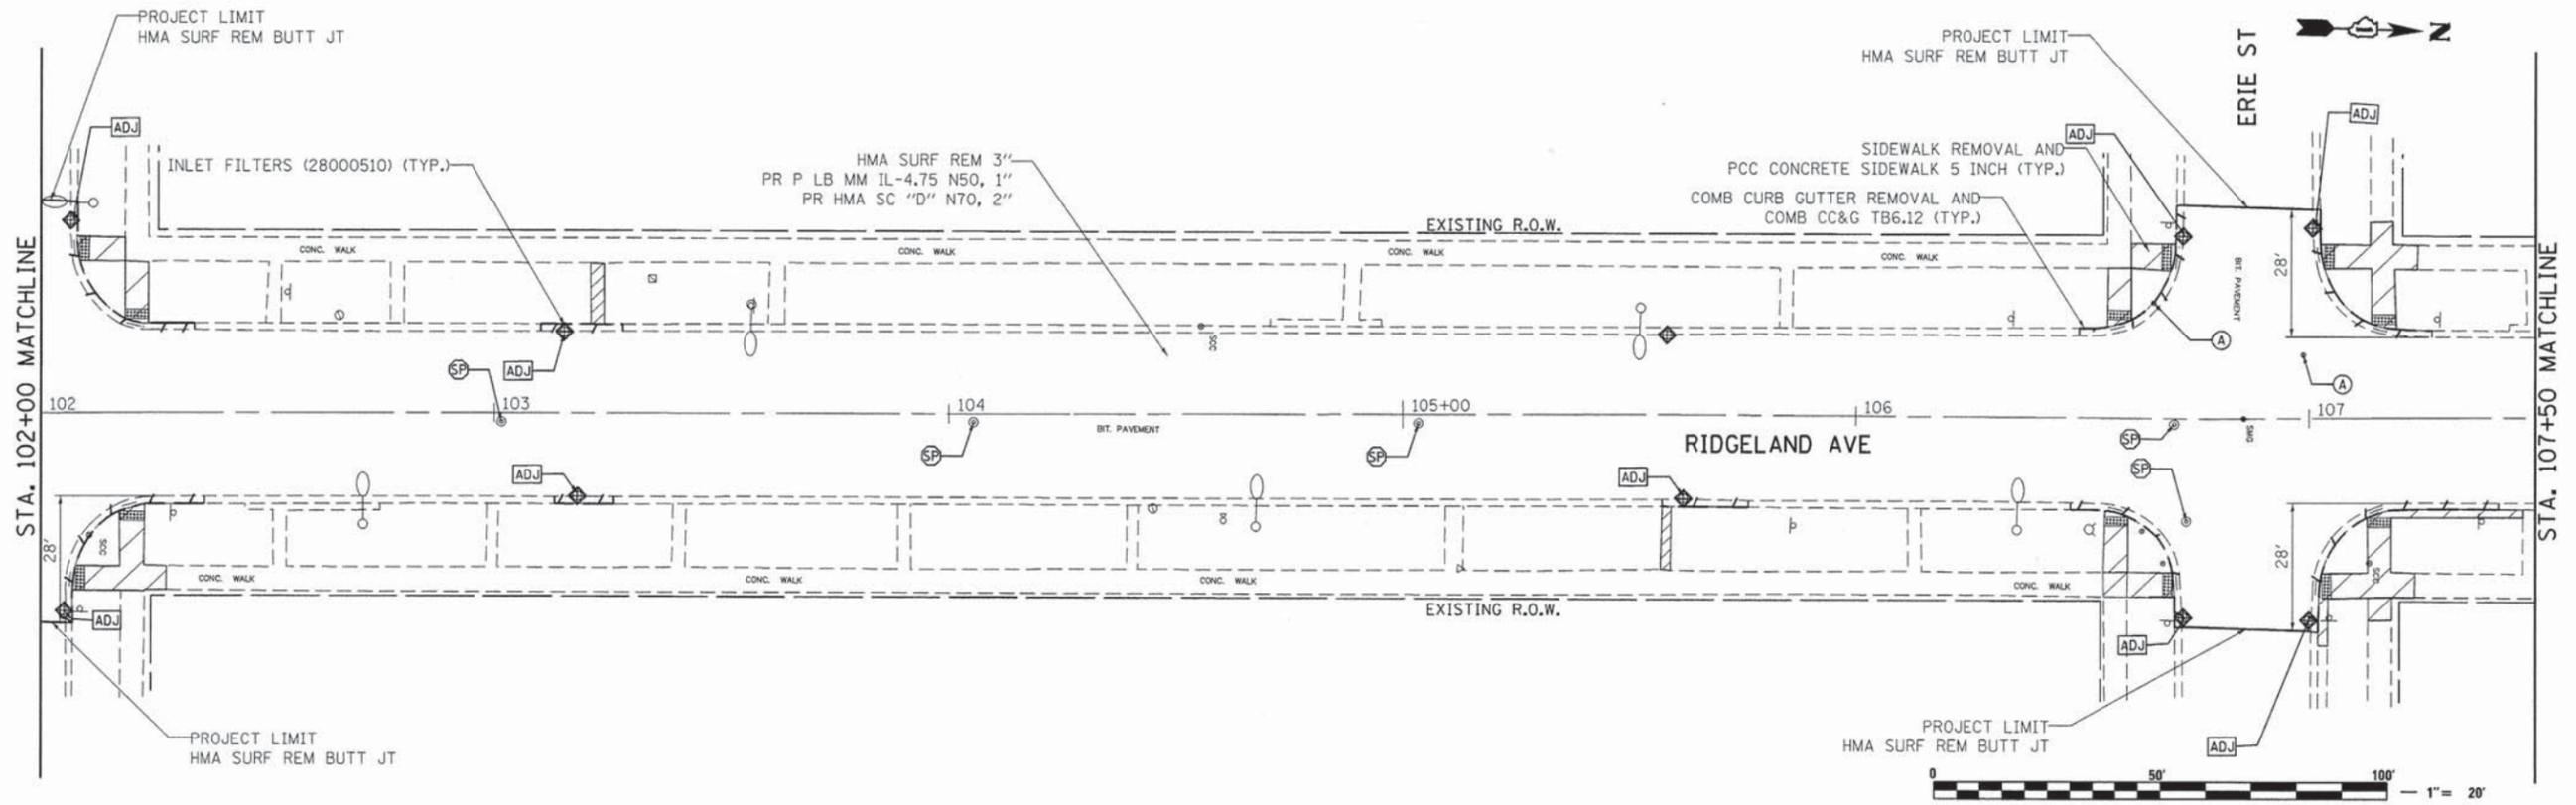 PROJECT LIMIT
HMA SURF REM BUTT JT
PROJECT LIMIT
HMA SURF REM BUTT JT
ERIE ST
N
ADJ
ADJ
ADJ
INLET FILTERS (28000510) (TYP.)
HMA SURF REM 3"
PR P LB MM IL-4.75 N50, 1"
PR HMA SC "D" N70, 2"
SIDEWALK REMOVAL AND
PCC CONCRETE SIDEWALK 5 INCH (TYP.)
COMB CURB GUTTER REMOVAL AND
COMB CC&G TB6.12 (TYP.)
EXISTING R.O.W.
CONC. WALK
CONC. WALK
CONC. WALK
CONC. WALK
BIT. PAVEMENT
28'
STA. 102+00 MATCHLINE
STA. 107+50 MATCHLINE
SCC
A
SP
ADJ
A
102
103
104
105+00
106
107
BIT. PAVEMENT
SP
SP
SP
SMG
RIDGELAND AVE
ADJ
ADJ
SP
28'
SCC
28'
SCC
CONC. WALK
CONC. WALK
CONC. WALK
CONC. WALK
EXISTING R.O.W.
ADJ
ADJ
PROJECT LIMIT
HMA SURF REM BUTT JT
PROJECT LIMIT
HMA SURF REM BUTT JT
ADJ
0 50' 100'
1"= 20'